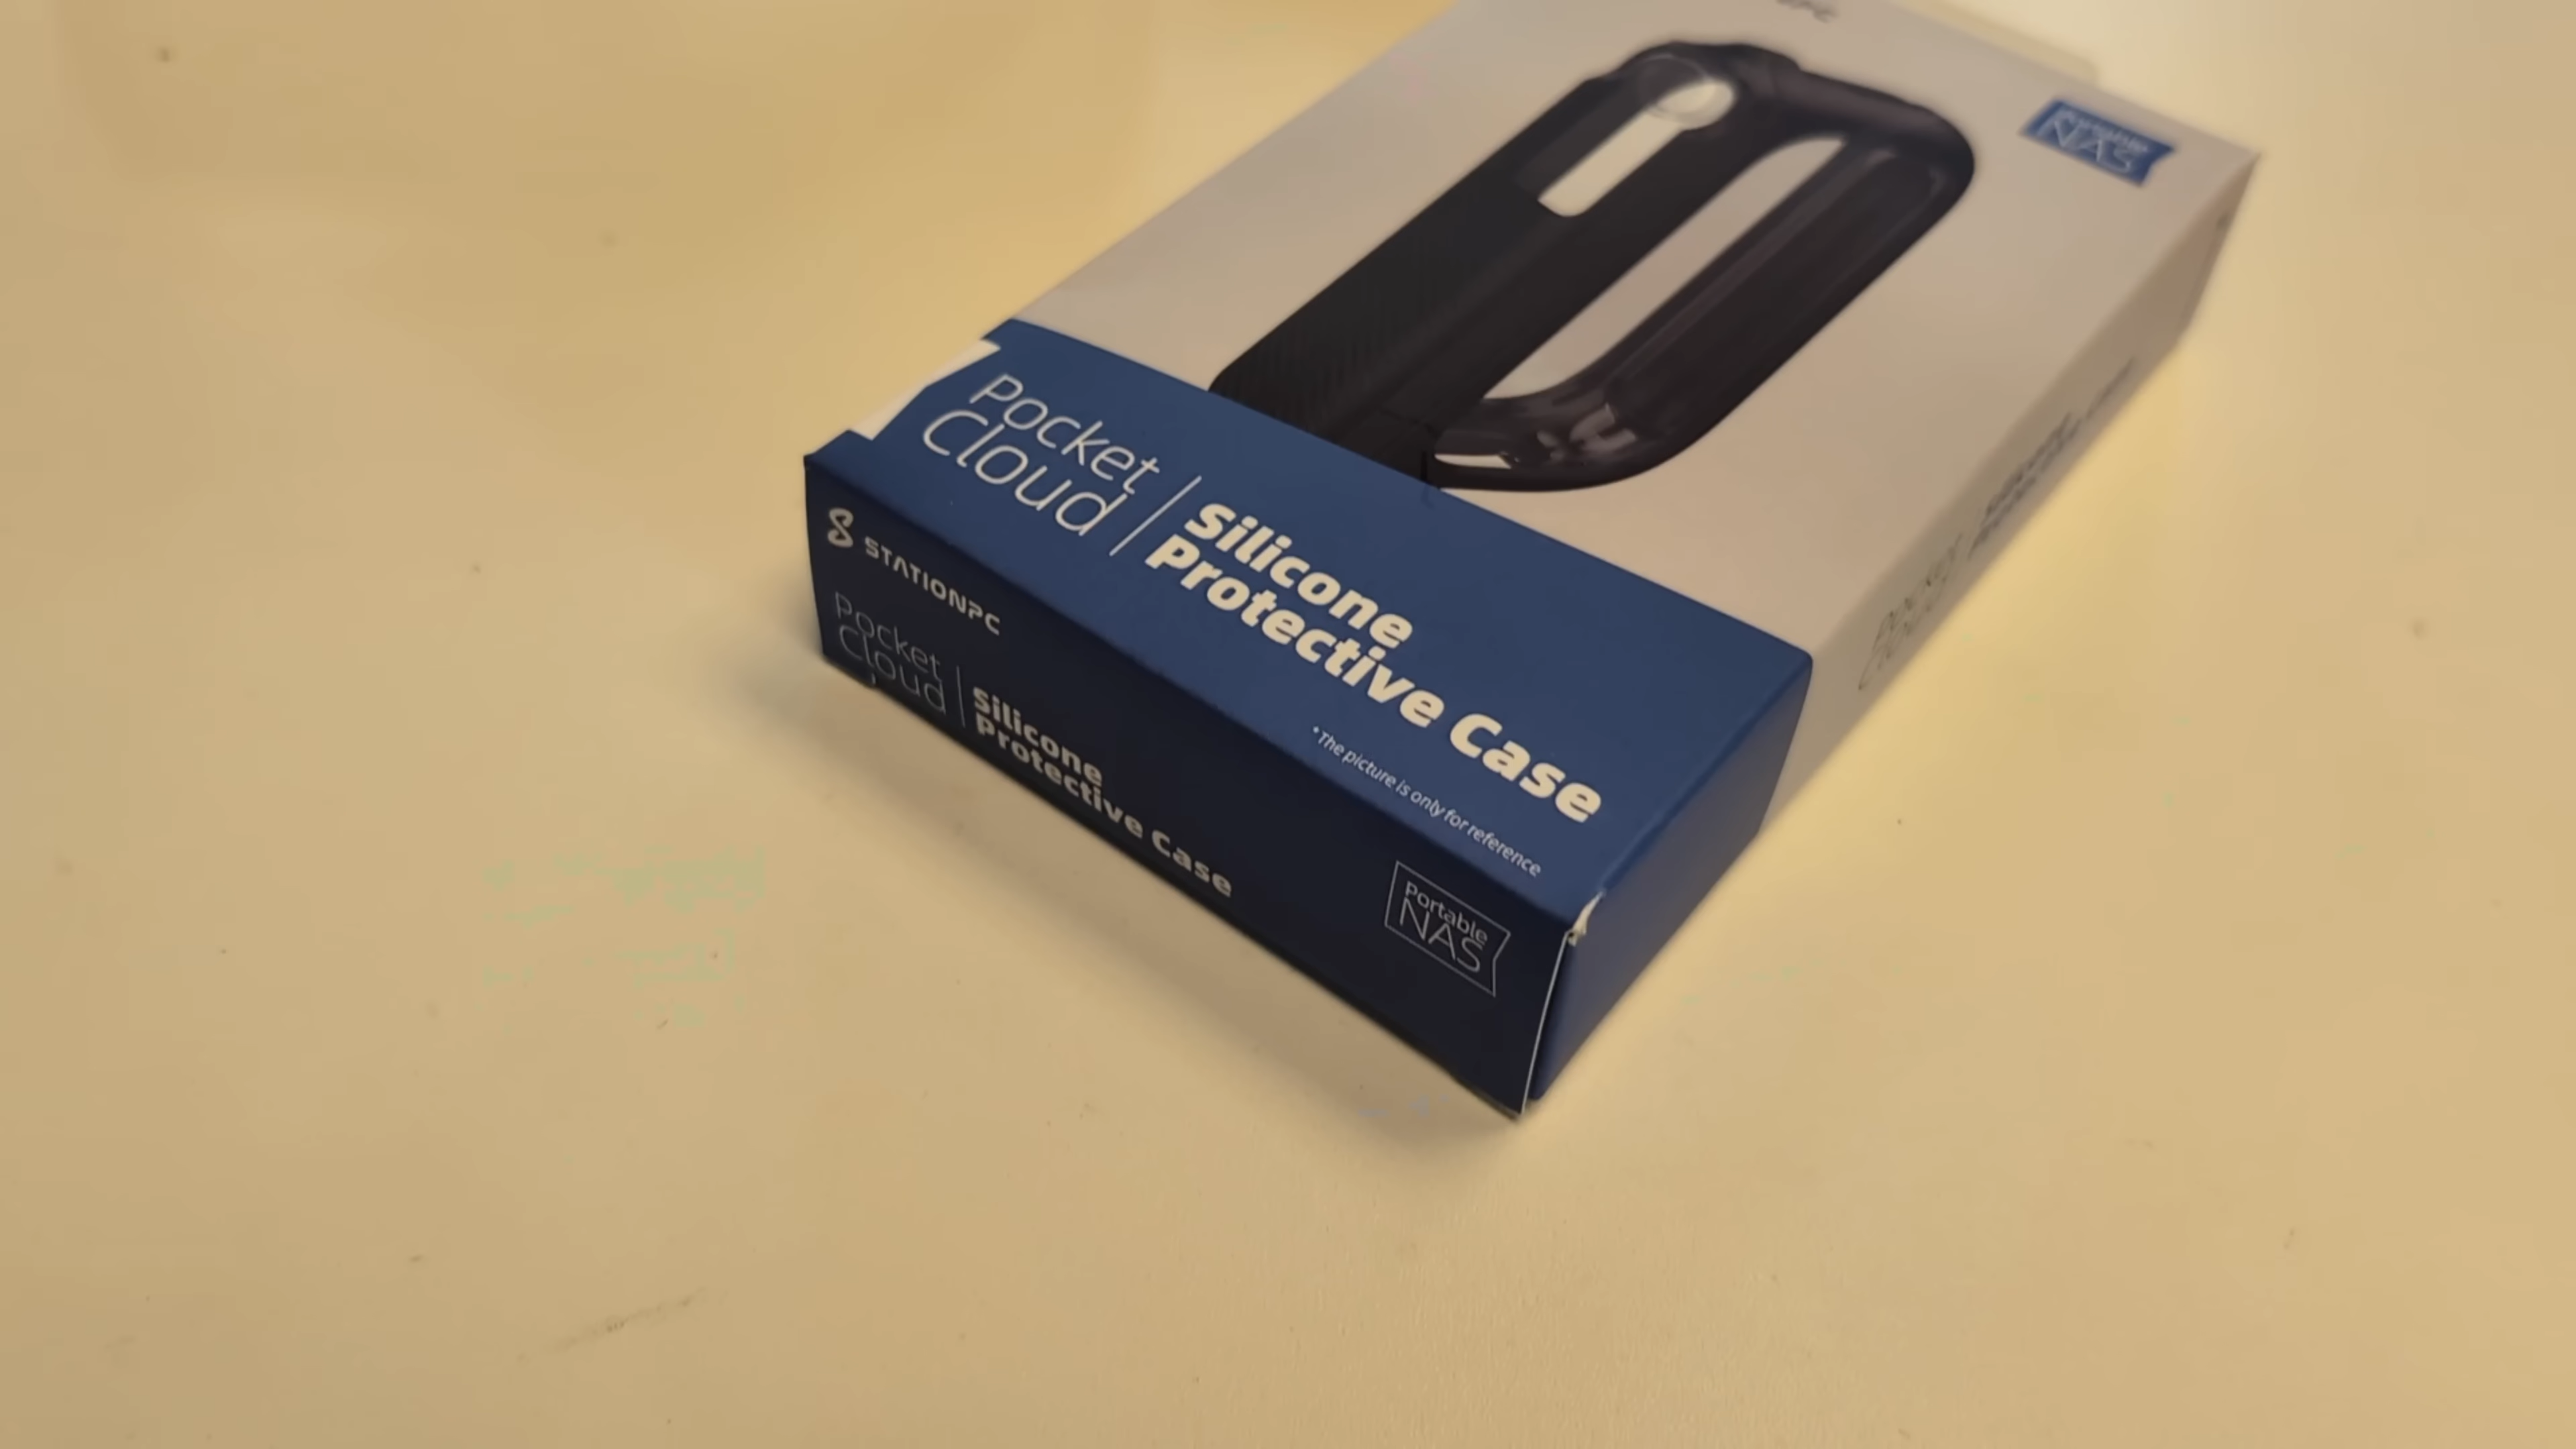 Portable
NAS
Pocket
Cloud
Silicone
Protective Case
*The picture is only for reference
STATIONPC
Pocket
Cloud
Silicone
Protective Case
Portable
NAS